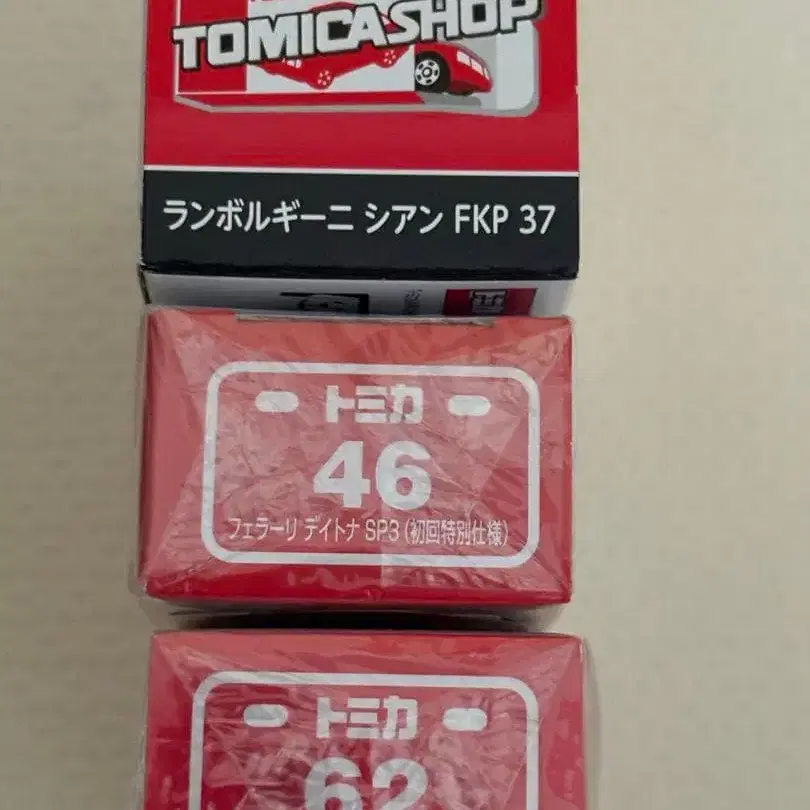 TOMICASHOP
ランボルギーニ シアン FKP 37
トミカ
46
フェラーリ デイトナ SP3 (初回特別仕様)
トミカ
62